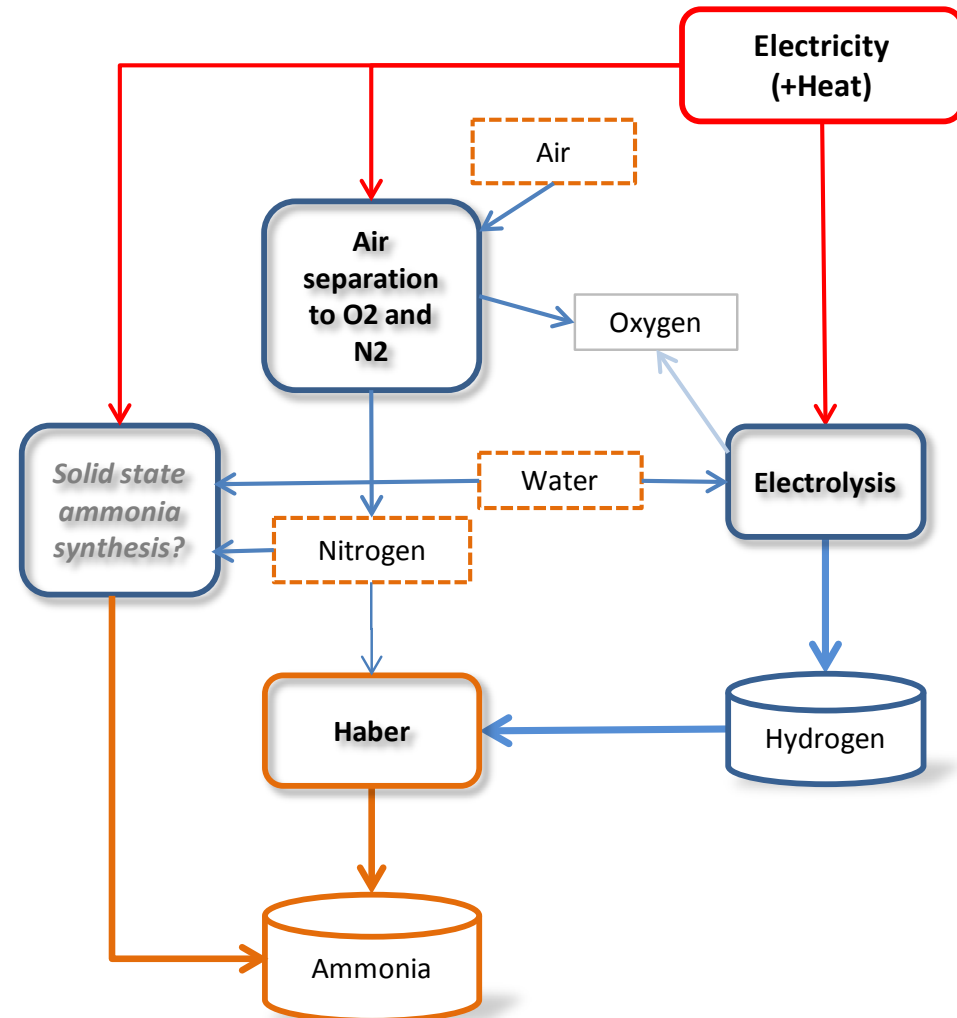 Electricity
(+Heat)
Air
Air
separation
to O2 and
N2
Oxygen
Solid state
ammonia
synthesis?
Water
Electrolysis
Nitrogen
Haber
Hydrogen
Ammonia